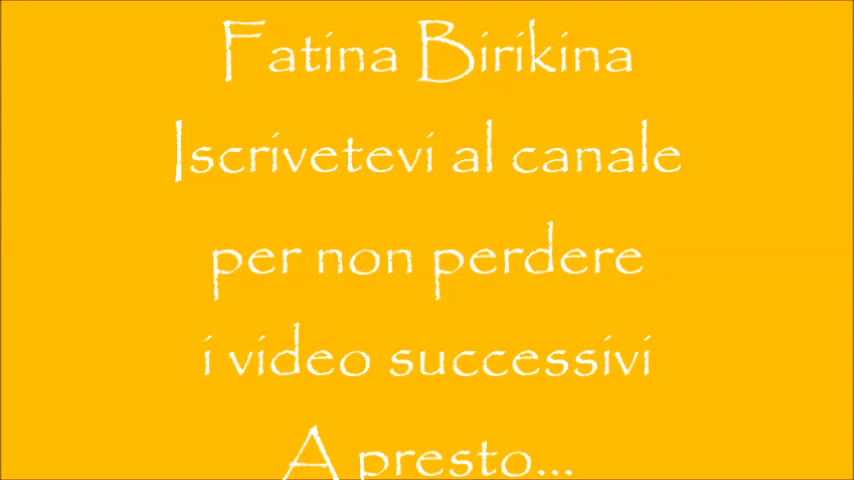 Fatina Birikina
Iscrivetevi al canale
per non perdere
i video successivi
A presto...